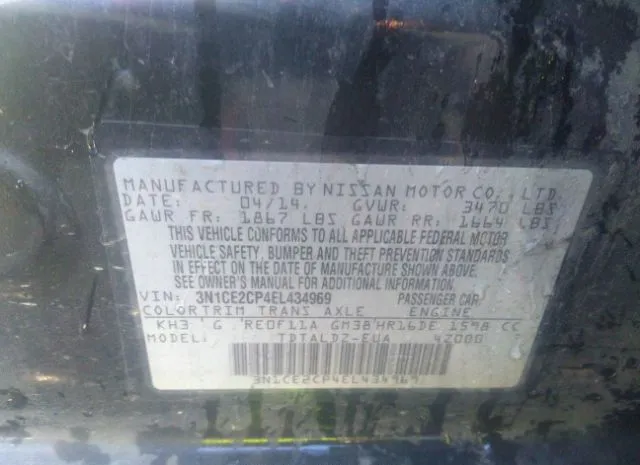 MANUFACTURED BY NISSAN MOTOR CO., LTD.
DATE: 04/14. GVWR: 3470 LBS
GAWR FR: 1867 LBS GAWR RR: 1664 LBS
THIS VEHICLE CONFORMS TO ALL APPLICABLE FEDERAL MOTOR
VEHICLE SAFETY, BUMPER, AND THEFT PREVENTION STANDARDS
IN EFFECT ON THE DATE OF MANUFACTURE SHOWN ABOVE.
SEE OWNER'S MANUAL FOR ADDITIONAL INFORMATION.
VIN: 3N1CE2CP4EL434969 PASSENGER CAR
COLOR TRIM TRANS AXLE ENGINE
KH3 G RE0F11A GM38 HR16DE 1598 CC
MODEL: TDTALDZ-EUA 42000
3N1CE2CP4EL434969